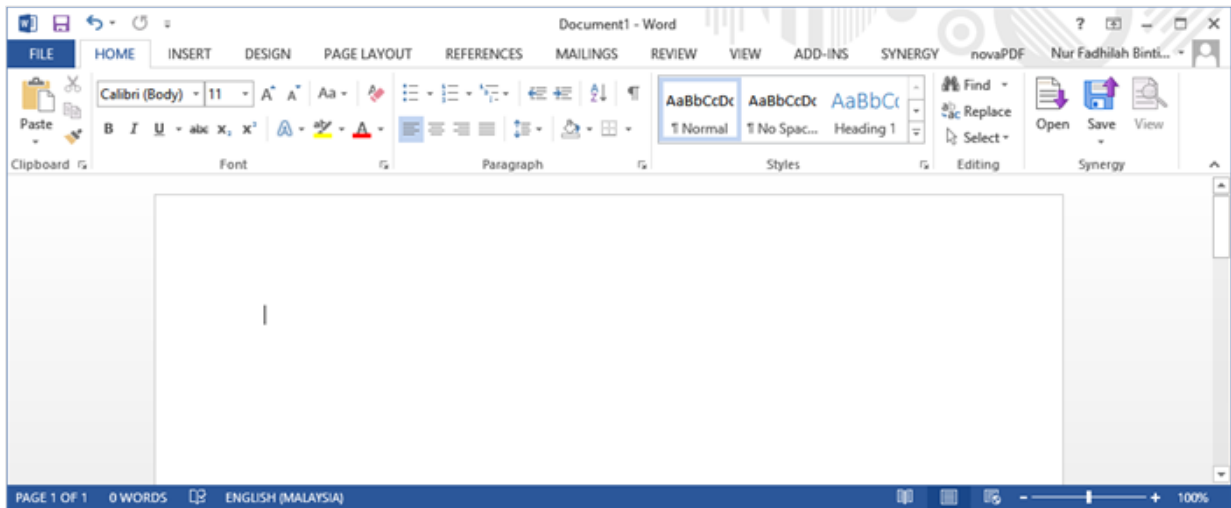 Document1 - Word
FILE HOME INSERT DESIGN PAGE LAYOUT REFERENCES MAILINGS REVIEW VIEW ADD-INS SYNERGY novaPDF Nur Fadhilah Binti...
Calibri (Body) 11 Aa AaBbCcDc AaBbCcDc AaBbC Find
Paste B I U abc X₂ X² A ab A ¶ Normal ¶ No Spac... Heading 1 Replace Open Save View
Select
Clipboard Font Paragraph Styles Editing Synergy
PAGE 1 OF 1 0 WORDS ENGLISH (MALAYSIA) 100%